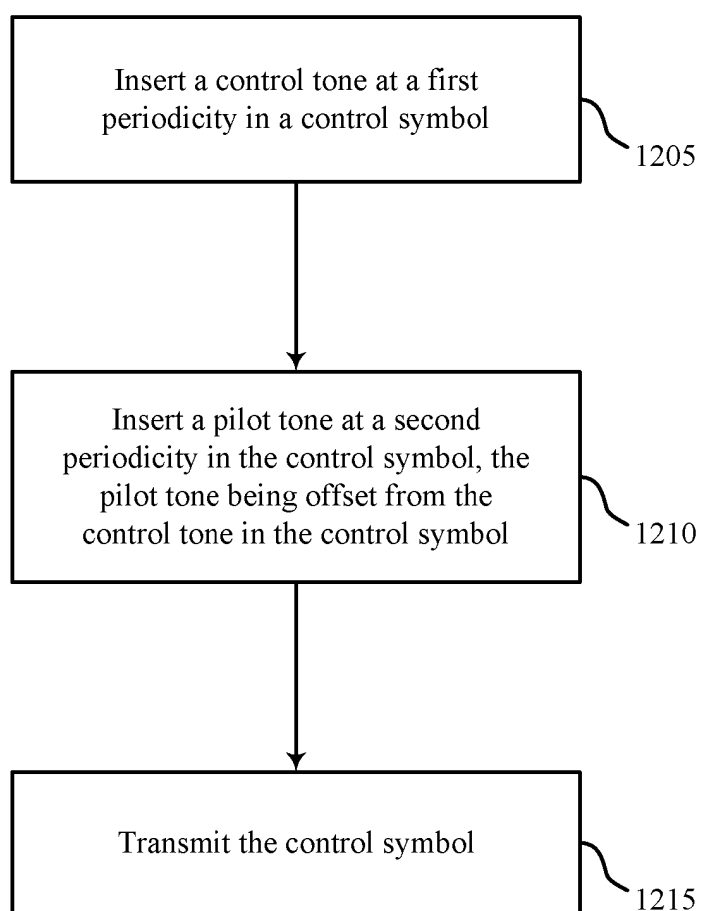 Insert a control tone at a first
periodicity in a control symbol
1205
Insert a pilot tone at a second
periodicity in the control symbol, the
pilot tone being offset from the
control tone in the control symbol
1210
Transmit the control symbol
1215